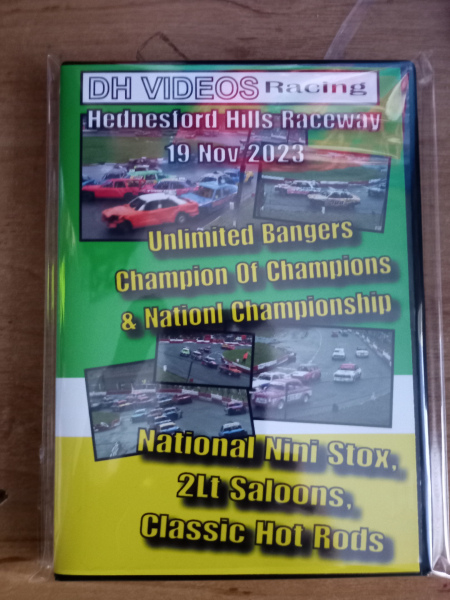 DH VIDEOS Racing
Hednesford Hills Raceway
19 Nov 2023
Unlimited Bangers
Champion Of Champions
& Nationl Championship
National Nini Stox,
2Lt Saloons,
Classic Hot Rods